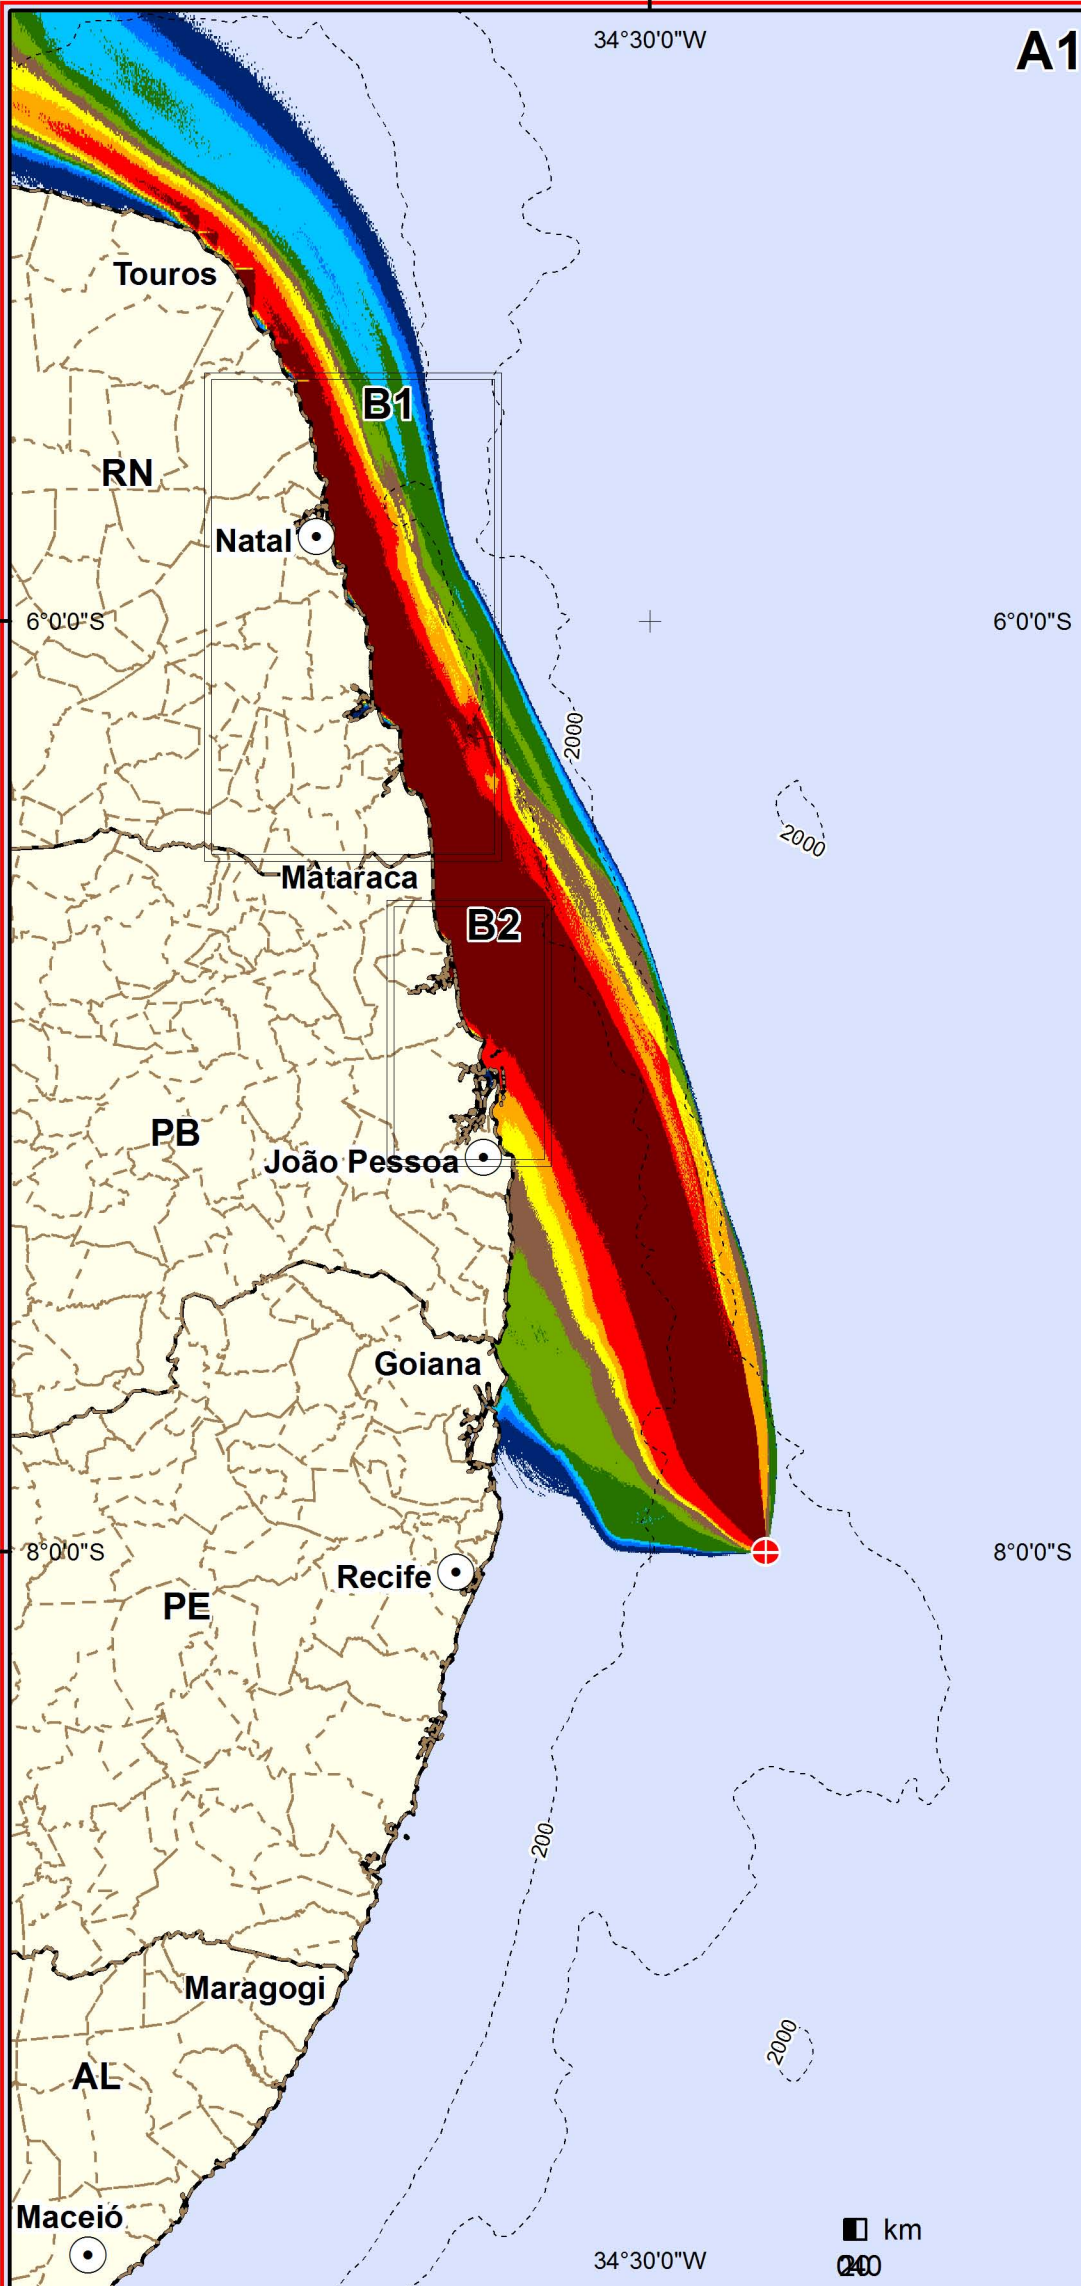 34°30'0"W
A1
Touros
B1
RN
Natal
6°0'0"S
6°0'0"S
2000
2000
Mataraca
B2
PB
João Pessoa
Goiana
8°0'0"S
8°0'0"S
Recife
PE
200
Maragogi
2000
AL
Maceió
km
34°30'0"W